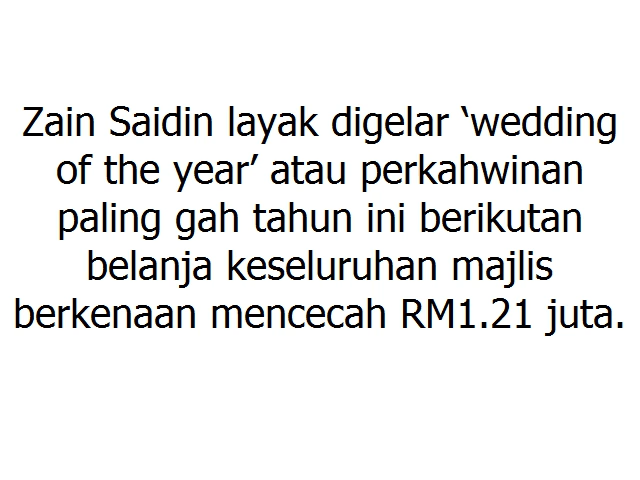 Zain Saidin layak digelar ‘wedding
of the year’ atau perkahwinan
paling gah tahun ini berikutan
belanja keseluruhan majlis
berkenaan mencecah RM1.21 juta.